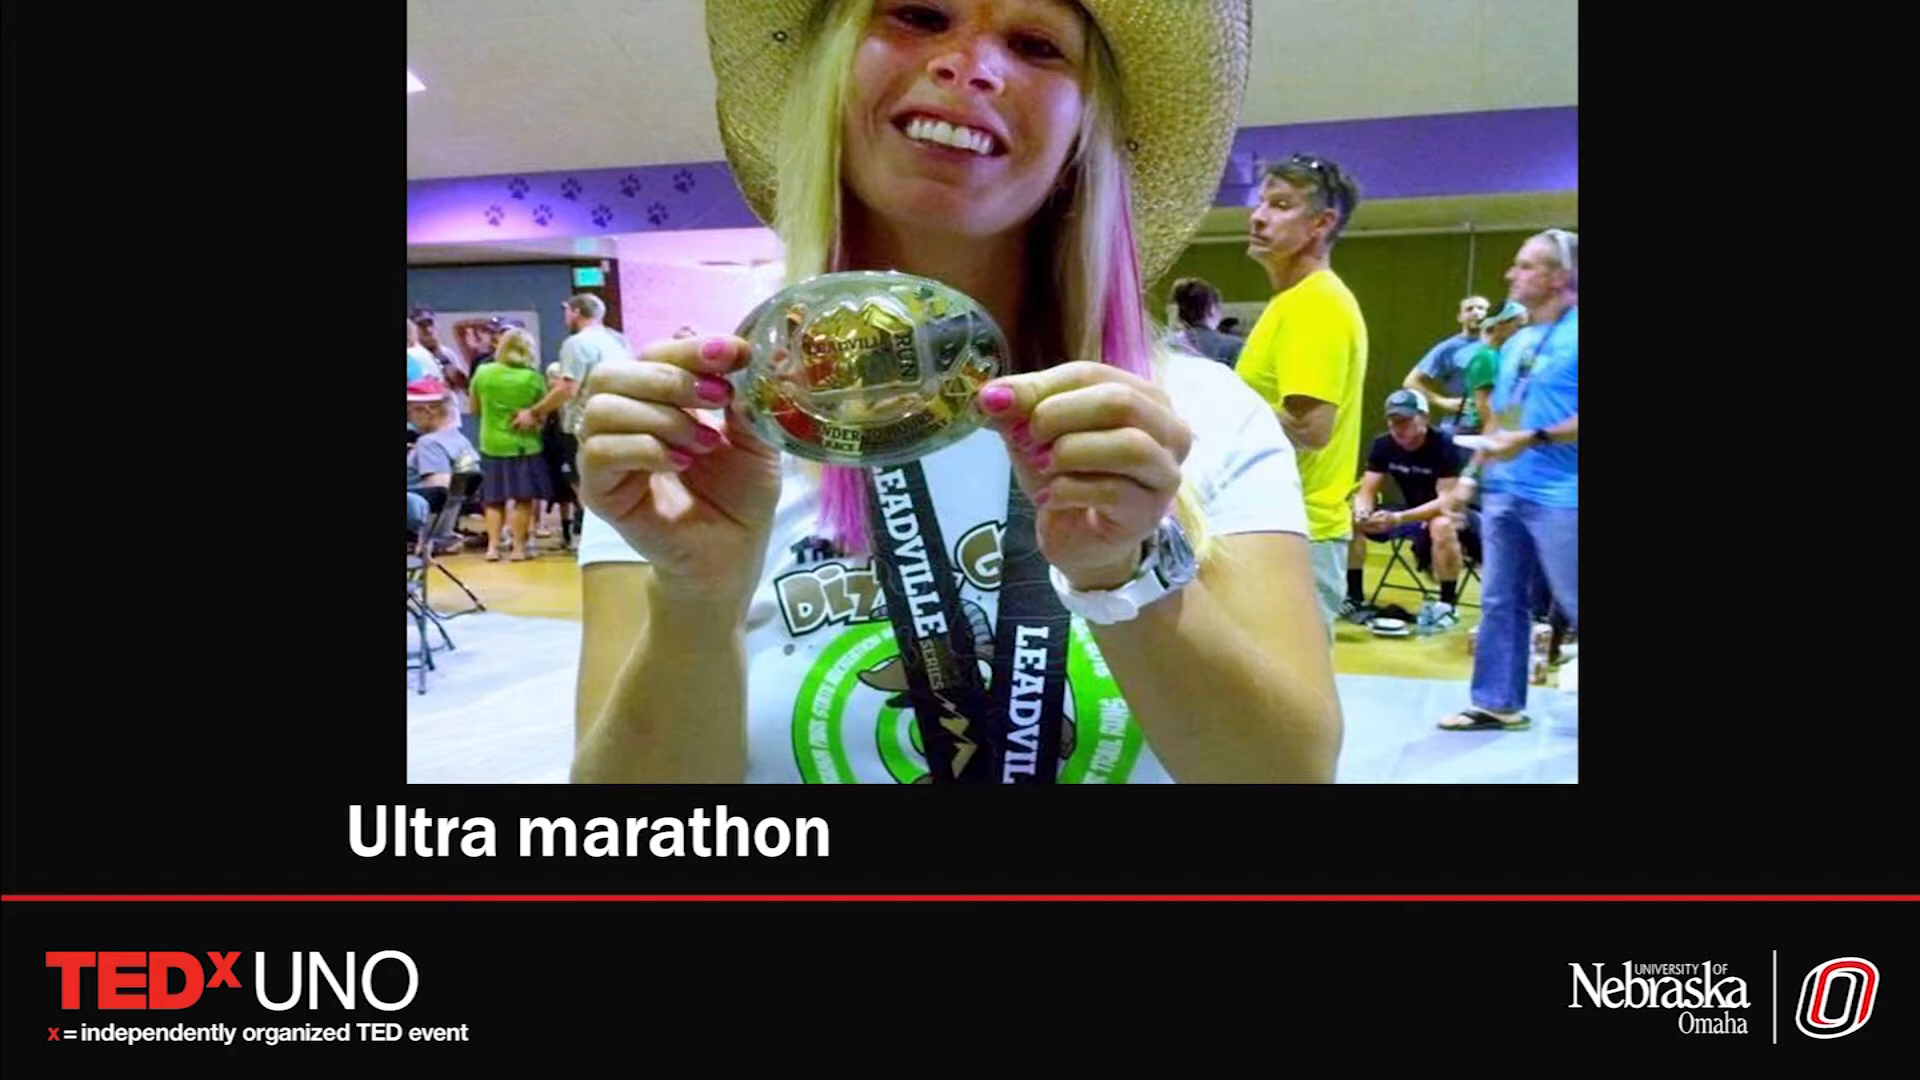 LEADVILLE
RUN
LEADVILLE
SERIES
LEADVIL
Ultra marathon
TEDx UNO
x = independently organized TED event
UNIVERSITY OF
Nebraska
Omaha
O